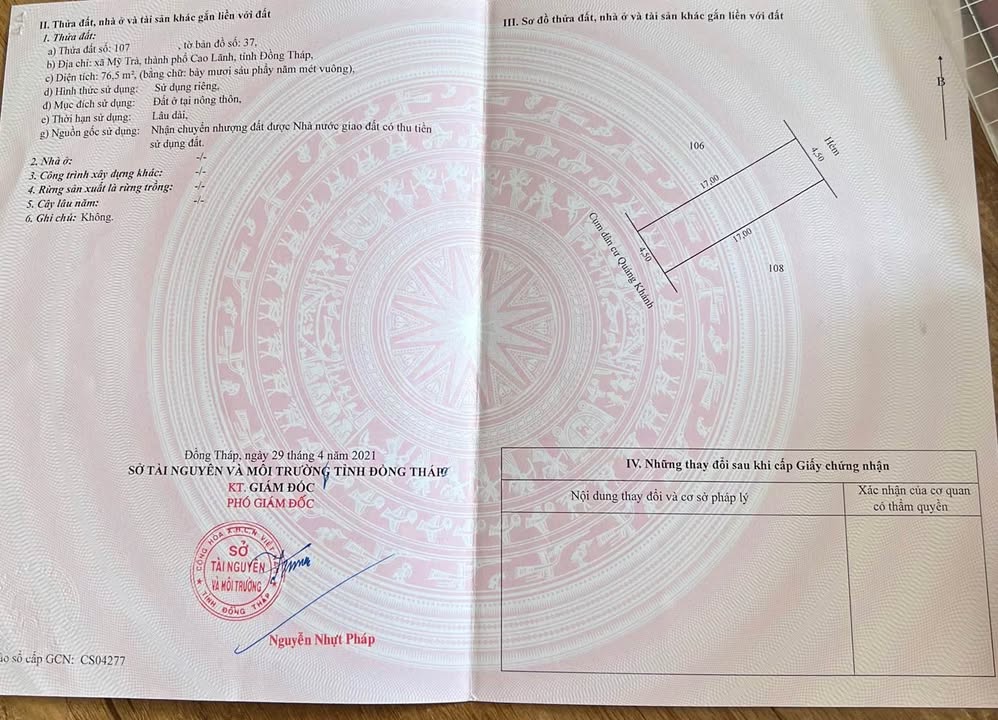 II. Thửa đất, nhà ở và tài sản khác gắn liền với đất
1. Thửa đất:
a) Thửa đất số: 107 , tờ bản đồ số: 37,
b) Địa chỉ: xã Mỹ Trà, thành phố Cao Lãnh, tỉnh Đồng Tháp,
c) Diện tích: 76,5 m², (bằng chữ: bảy mươi sáu phẩy năm mét vuông),
d) Hình thức sử dụng: Sử dụng riêng,
đ) Mục đích sử dụng: Đất ở tại nông thôn,
e) Thời hạn sử dụng: Lâu dài,
g) Nguồn gốc sử dụng: Nhận chuyển nhượng đất được Nhà nước giao đất có thu tiền
sử dụng đất.
2. Nhà ở: -/-
3. Công trình xây dựng khác: -/-
4. Rừng sản xuất là rừng trồng: -/-
5. Cây lâu năm: -/-
6. Ghi chú: Không.
Đồng Tháp, ngày 29 tháng 4 năm 2021
SỞ TÀI NGUYÊN VÀ MÔI TRƯỜNG TỈNH ĐỒNG THÁP
KT. GIÁM ĐỐC
PHÓ GIÁM ĐỐC
CỘNG HÒA X.H.C.N VIỆT NAM
SỞ
TÀI NGUYÊN
VÀ MÔI TRƯỜNG
TỈNH ĐỒNG THÁP
Nguyễn Nhựt Pháp
sổ cấp GCN: CS04277
III. Sơ đồ thửa đất, nhà ở và tài sản khác gắn liền với đất
B
106
Hẻm
4,50
17,00
Cụm dân cư Quảng Khánh
4,50
17,00
108
IV. Những thay đổi sau khi cấp Giấy chứng nhận
Nội dung thay đổi và cơ sở pháp lý
Xác nhận của cơ quan
có thẩm quyền